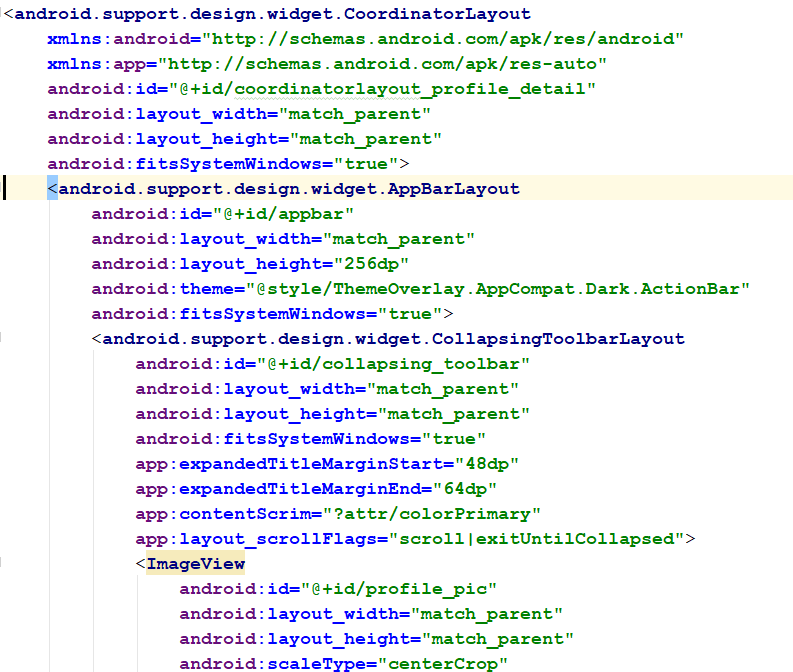 <android.support.design.widget.CoordinatorLayout
xmlns:android="http://schemas.android.com/apk/res/android"
xmlns:app="http://schemas.android.com/apk/res-auto"
android:id="@+id/coordinatorlayout_profile_detail"
android:layout_width="match_parent"
android:layout_height="match_parent"
android:fitsSystemWindows="true">
<android.support.design.widget.AppBarLayout
android:id="@+id/appbar"
android:layout_width="match_parent"
android:layout_height="256dp"
android:theme="@style/ThemeOverlay.AppCompat.Dark.ActionBar"
android:fitsSystemWindows="true">
<android.support.design.widget.CollapsingToolbarLayout
android:id="@+id/collapsing_toolbar"
android:layout_width="match_parent"
android:layout_height="match_parent"
android:fitsSystemWindows="true"
app:expandedTitleMarginStart="48dp"
app:expandedTitleMarginEnd="64dp"
app:contentScrim="?attr/colorPrimary"
app:layout_scrollFlags="scroll|exitUntilCollapsed">
<ImageView
android:id="@+id/profile_pic"
android:layout_width="match_parent"
android:layout_height="match_parent"
android:scaleType="centerCrop"